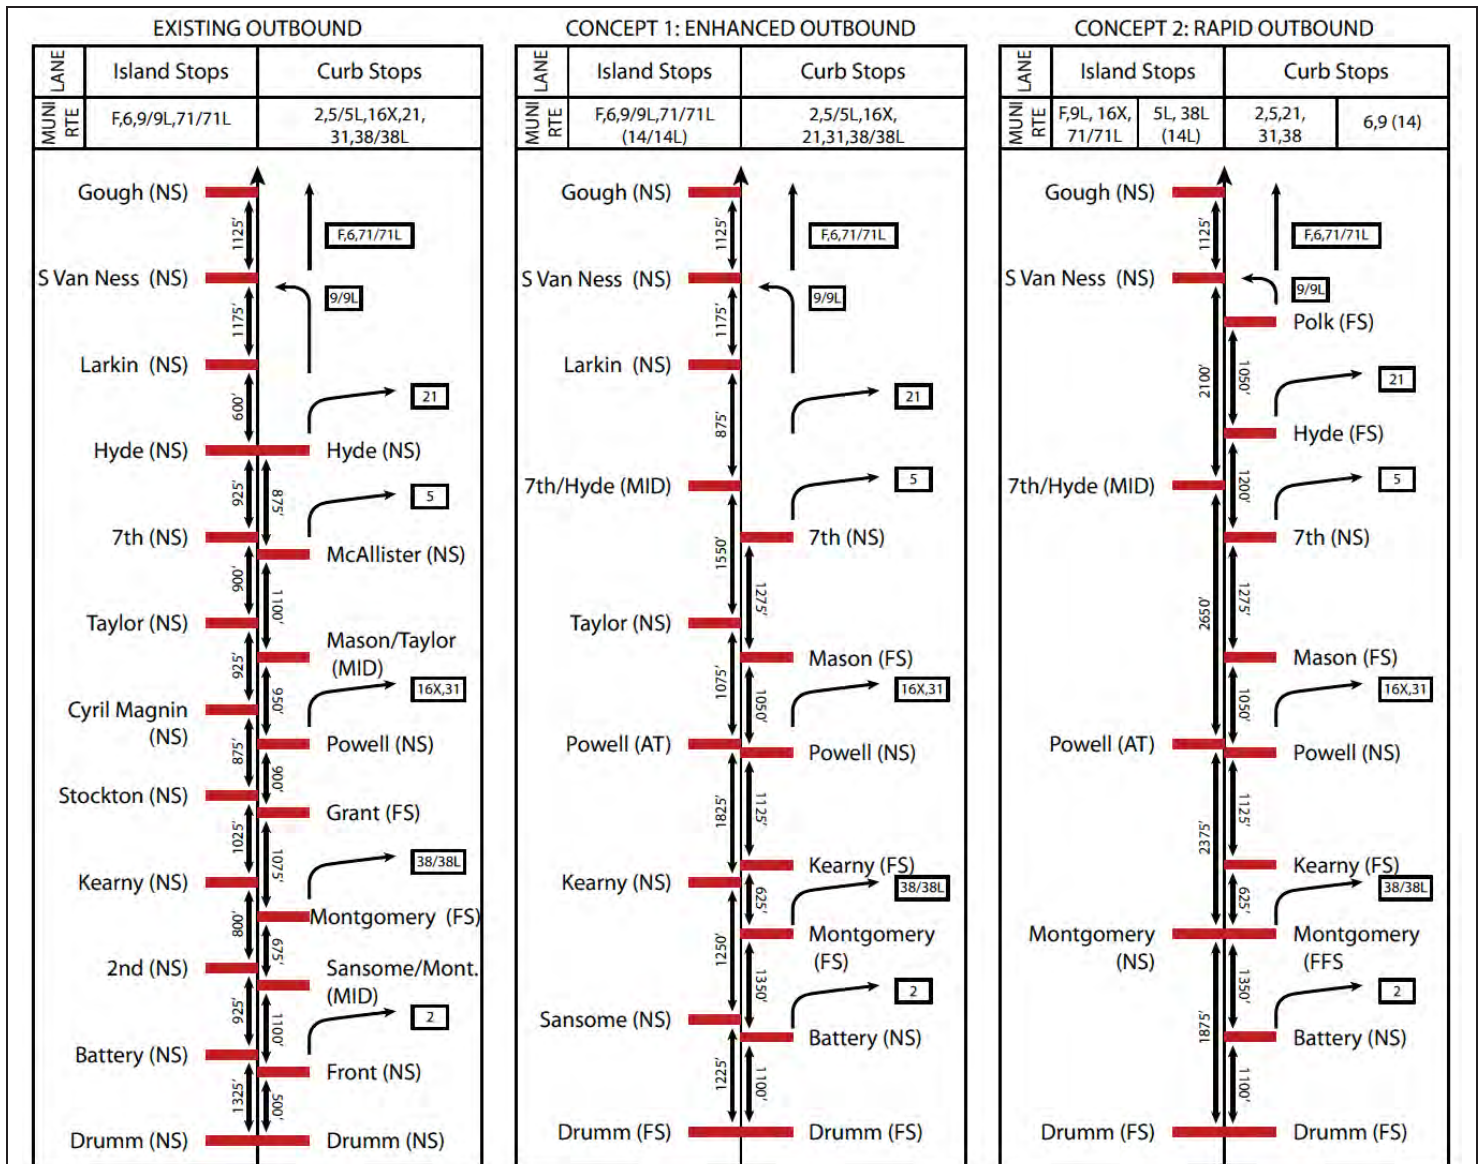 EXISTING OUTBOUND
LANE
Island Stops
Curb Stops
MUNI
RTE
F,6,9/9L,71/71L
2,5/5L,16X,21,
31,38/38L
Gough (NS)
1125'
F,6,71/71L
S Van Ness (NS)
9/9L
1175'
Larkin (NS)
21
600'
Hyde (NS)
Hyde (NS)
925'
875'
5
7th (NS)
McAllister (NS)
900'
1100'
Taylor (NS)
Mason/Taylor
(MID)
925'
950'
16X,31
Cyril Magnin
(NS)
Powell (NS)
875'
900'
Stockton (NS)
Grant (FS)
1025'
1075'
38/38L
Kearny (NS)
Montgomery (FS)
800'
675'
2nd (NS)
Sansome/Mont.
(MID)
925'
1100'
2
Battery (NS)
Front (NS)
1325'
500'
Drumm (NS)
Drumm (NS)
CONCEPT 1: ENHANCED OUTBOUND
LANE
Island Stops
Curb Stops
MUNI
RTE
F,6,9/9L,71/71L
(14/14L)
2,5/5L,16X,
21,31,38/38L
Gough (NS)
1125'
F,6,71/71L
S Van Ness (NS)
9/9L
1175'
Larkin (NS)
21
875'
7th/Hyde (MID)
5
7th (NS)
1550'
1275'
Taylor (NS)
Mason (FS)
1075'
1050'
16X,31
Powell (AT)
Powell (NS)
1825'
1125'
Kearny (FS)
Kearny (NS)
38/38L
625'
Montgomery
(FS)
1250'
1350'
2
Sansome (NS)
Battery (NS)
1225'
1100'
Drumm (FS)
Drumm (FS)
CONCEPT 2: RAPID OUTBOUND
LANE
Island Stops
Curb Stops
MUNI
RTE
F,9L, 16X,
71/71L
5L, 38L
(14L)
2,5,21,
31,38
6,9 (14)
Gough (NS)
1125'
F,6,71/71L
S Van Ness (NS)
9/9L
Polk (FS)
2100'
1050'
21
Hyde (FS)
1200'
7th/Hyde (MID)
5
7th (NS)
2650'
1275'
Mason (FS)
1050'
16X,31
Powell (AT)
Powell (NS)
2375'
1125'
Kearny (FS)
38/38L
625'
Montgomery
(NS)
Montgomery
(FFS
1875'
1350'
2
Battery (NS)
1100'
Drumm (FS)
Drumm (FS)